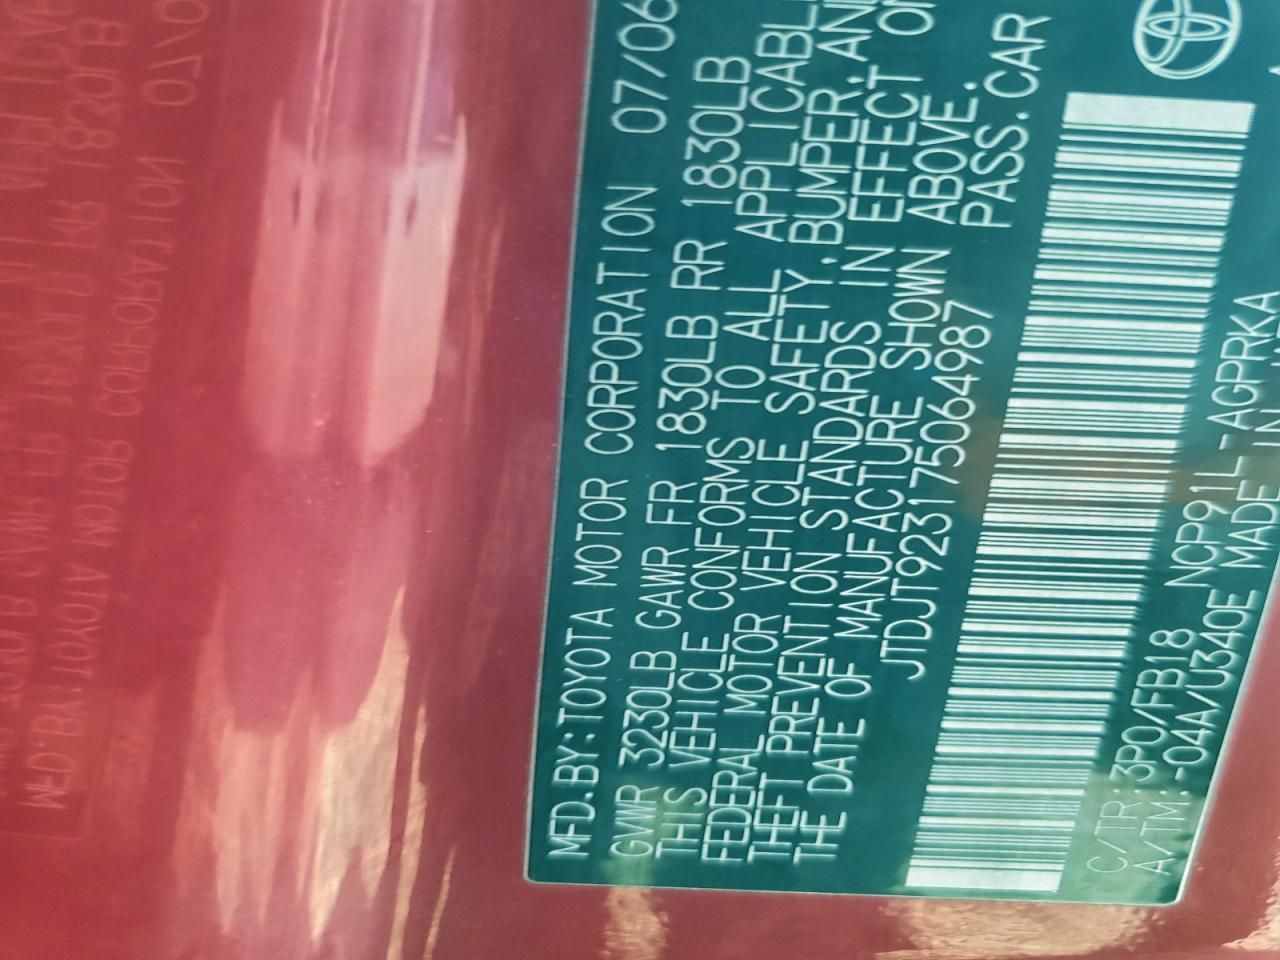 MFD.BY:TOYOTA MOTOR CORPORATION 07/06
GVWR 3230LB GAWR FR 1830LB RR 1830LB
THIS VEHICLE CONFORMS TO ALL APPLICABL
FEDERAL MOTOR VEHICLE SAFETY,BUMPER,AND
THEFT PREVENTION STANDARDS IN EFFECT ON
THE DATE OF MANUFACTURE SHOWN ABOVE.
JTDJT923175064987 PASS.CAR
C/TR:3P0/FB18 NCP91L-AGPRKA
A/TM:-04A/U340E MADE IN